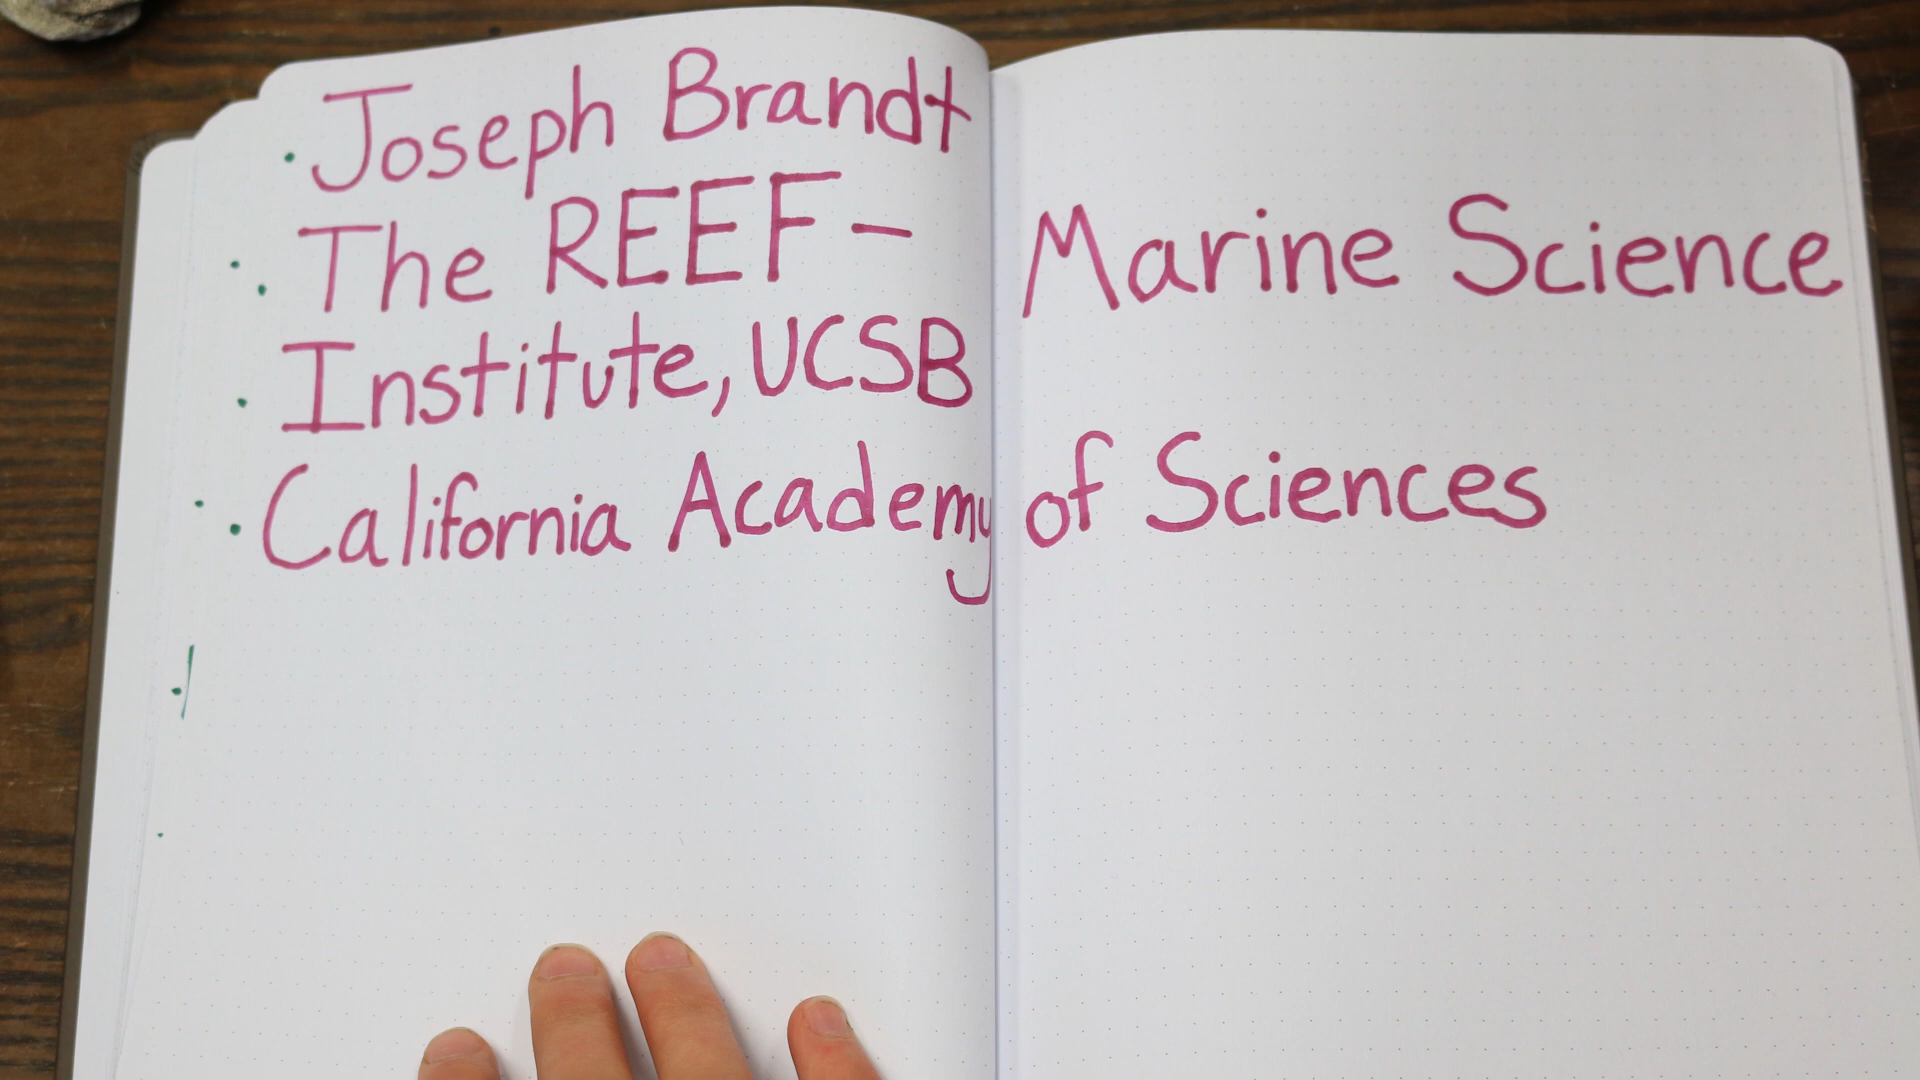 Joseph Brandt
The REEF - Marine Science
Institute, UCSB
California Academy of Sciences